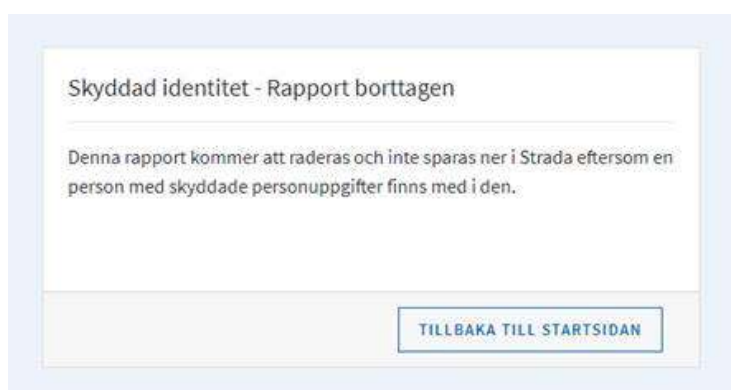 Skyddad identitet - Rapport borttagen
Denna rapport kommer att raderas och inte sparas ner i Strada eftersom en
person med skyddade personuppgifter finns med i den.
TILLBAKA TILL STARTSIDAN